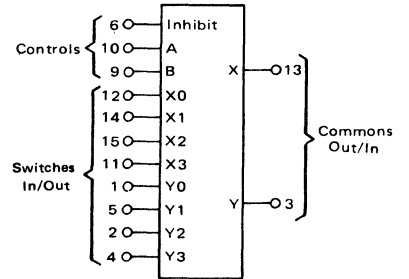 6 Inhibit
Controls 10 A
9 B X 13
12 X0
14 X1
15 X2 Commons
Out/In
Switches
In/Out
11 X3
1 Y0
5 Y1 Y 3
2 Y2
4 Y3